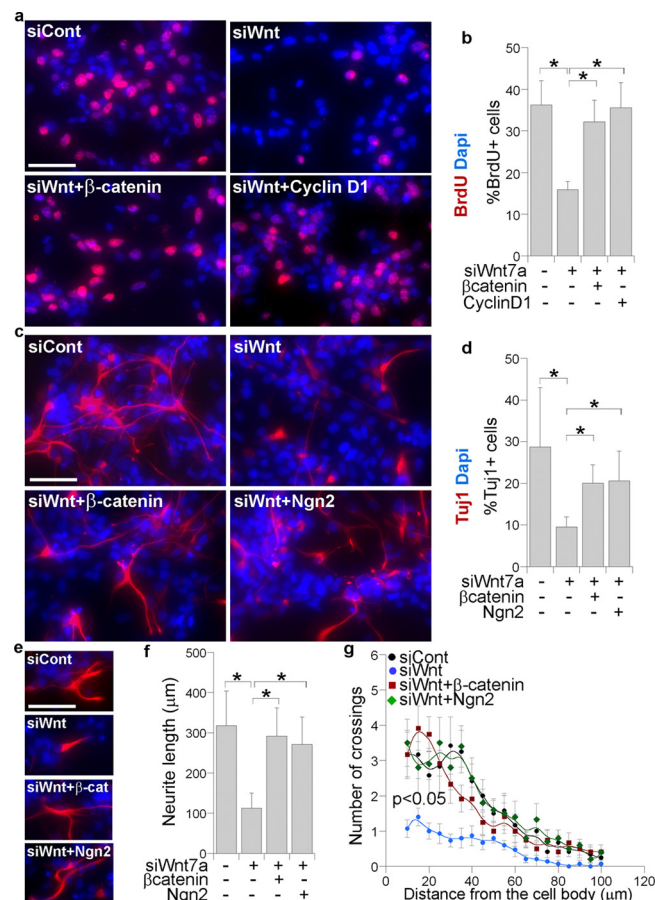 a
siCont
siWnt
siWnt+β-catenin
siWnt+Cyclin D1
BrdU Dapi
b
50
40
30
20
10
0
%BrdU+ cells
* *
*
siWnt7a - + + +
βcatenin - - + -
CyclinD1 - - - +
c
siCont
siWnt
siWnt+β-catenin
siWnt+Ngn2
Tuj1 Dapi
d
50
40
30
20
10
0
%Tuj1+ cells
*
*
*
siWnt7a - + + +
βcatenin - - + -
Ngn2 - - - +
e
siCont
siWnt
siWnt+β-cat
siWnt+Ngn2
f
500
400
300
200
100
0
Neurite length (μm)
* *
*
siWnt7a - + + +
βcatenin - - + -
Ngn2 - - - +
g
siCont
siWnt
siWnt+β-catenin
siWnt+Ngn2
6
5
4
3
2
1
0
Number of crossings
p<0.05
0 20 40 60 80 100 120
Distance from the cell body (μm)